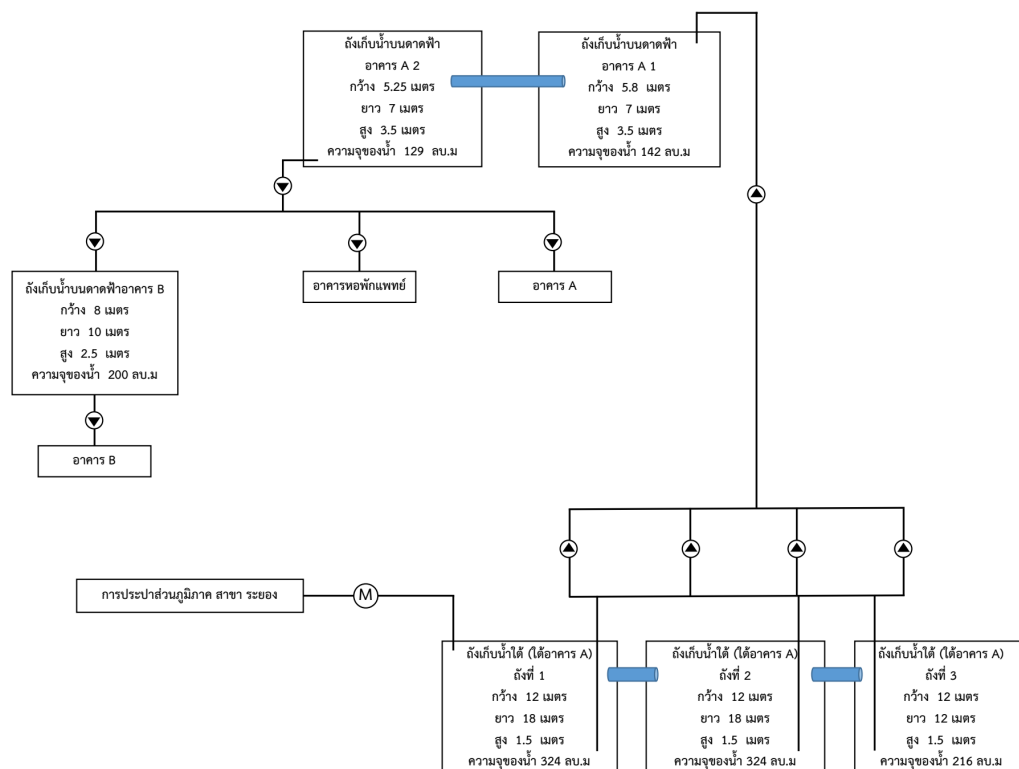 ถังเก็บน้ำบนดาดฟ้า
อาคาร A 2
กว้าง 5.25 เมตร
ยาว 7 เมตร
สูง 3.5 เมตร
ความจุของน้ำ 129 ลบ.ม
ถังเก็บน้ำบนดาดฟ้า
อาคาร A 1
กว้าง 5.8 เมตร
ยาว 7 เมตร
สูง 3.5 เมตร
ความจุของน้ำ 142 ลบ.ม
ถังเก็บน้ำบนดาดฟ้าอาคาร B
กว้าง 8 เมตร
ยาว 10 เมตร
สูง 2.5 เมตร
ความจุของน้ำ 200 ลบ.ม
อาคารหอพักแพทย์
อาคาร A
อาคาร B
การประปาส่วนภูมิภาค สาขา ระยอง
M
ถังเก็บน้ำใต้ (ใต้อาคาร A)
ถังที่ 1
กว้าง 12 เมตร
ยาว 18 เมตร
สูง 1.5 เมตร
ความจุของน้ำ 324 ลบ.ม
ถังเก็บน้ำใต้ (ใต้อาคาร A)
ถังที่ 2
กว้าง 12 เมตร
ยาว 18 เมตร
สูง 1.5 เมตร
ความจุของน้ำ 324 ลบ.ม
ถังเก็บน้ำใต้ (ใต้อาคาร A)
ถังที่ 3
กว้าง 12 เมตร
ยาว 12 เมตร
สูง 1.5 เมตร
ความจุของน้ำ 216 ลบ.ม